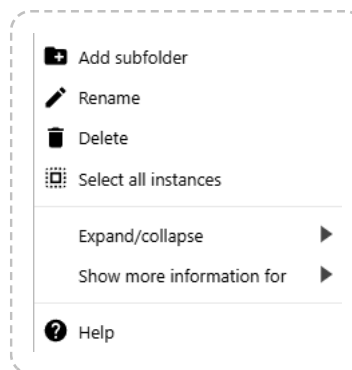 Add subfolder
Rename
Delete
Select all instances
Expand/collapse
Show more information for
Help